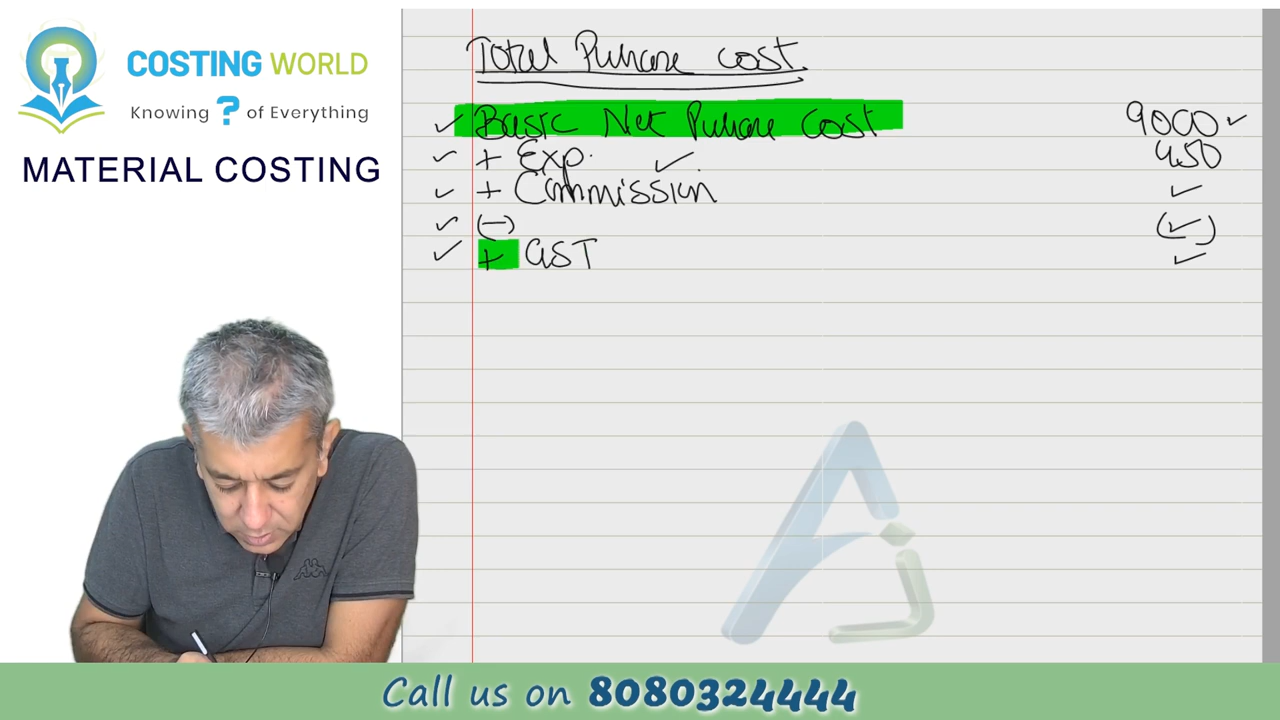 COSTING WORLD
Knowing ? of Everything
MATERIAL COSTING
Total Purchase cost
Basic Net Purchase Cost 9000
+ Exp. 450
+ Commission
(-)
+ GST
Call us on 8080324444